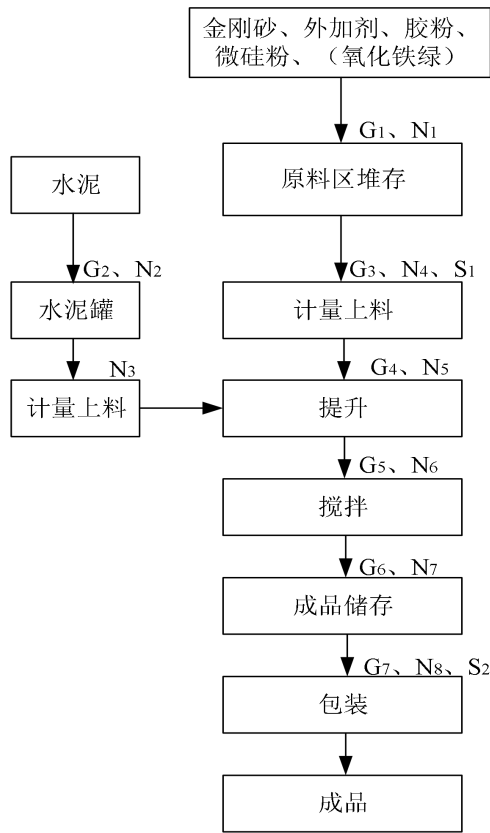 金刚砂、外加剂、胶粉、
微硅粉、（氧化铁绿）
G1、N1
水泥
原料区堆存
G2、N2
G3、N4、S1
水泥罐
计量上料
N3
G4、N5
计量上料
提升
G5、N6
搅拌
G6、N7
成品储存
G7、N8、S2
包装
成品